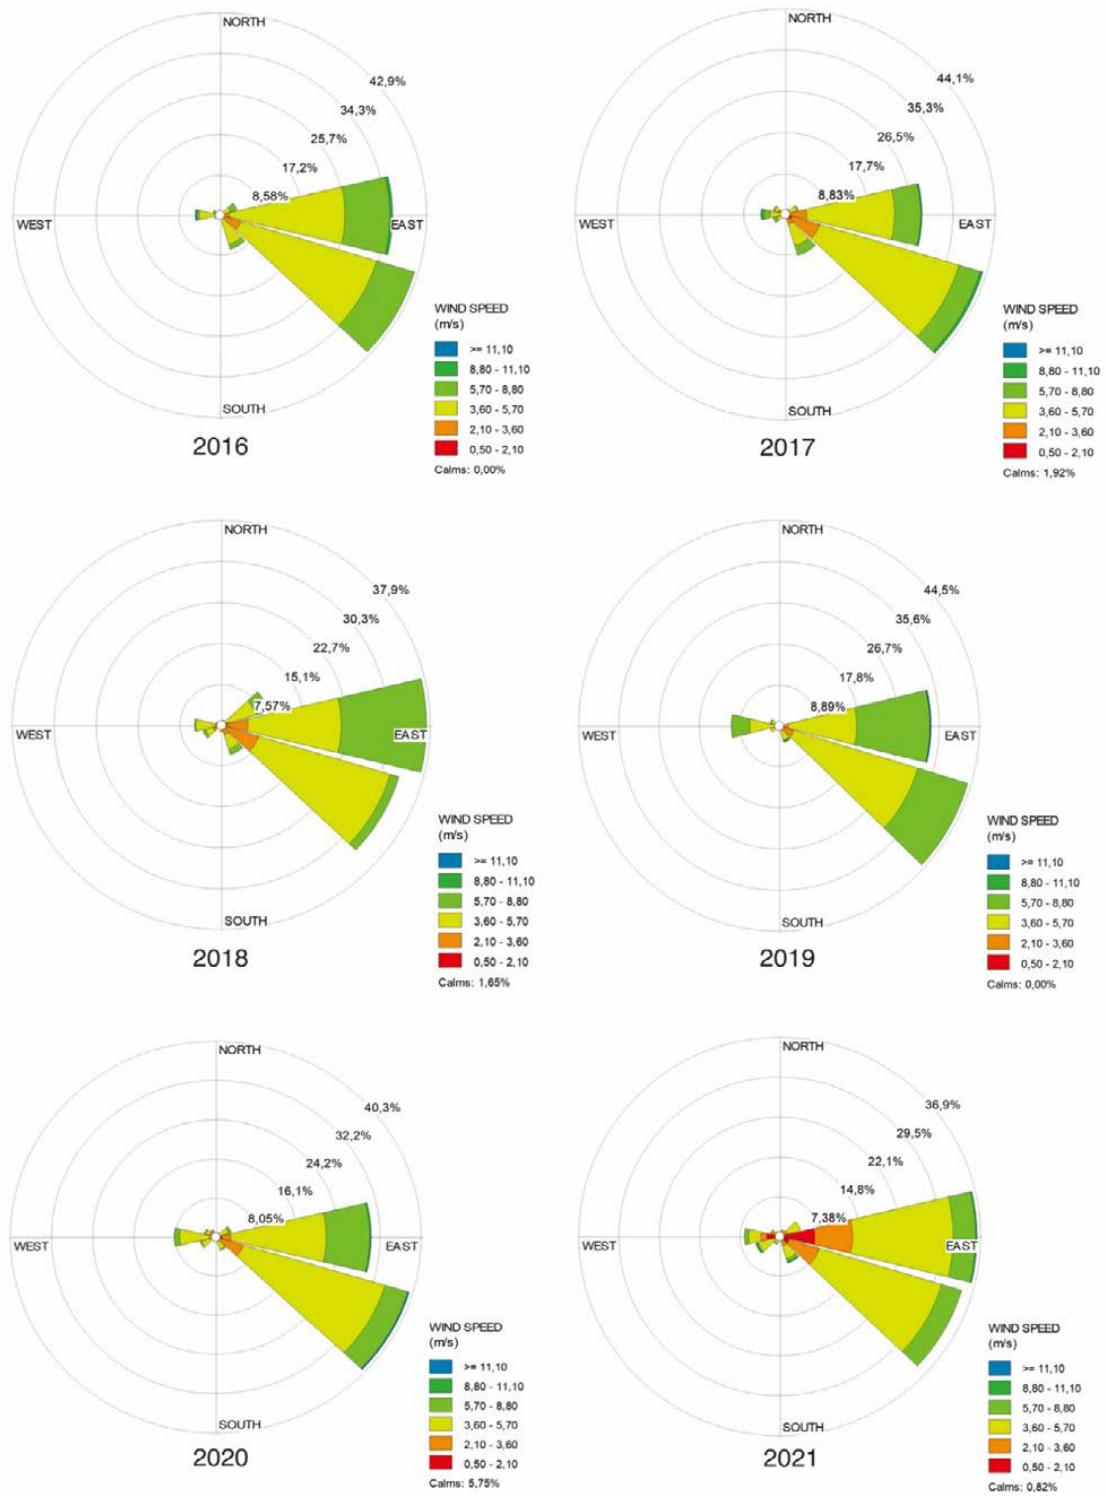 NORTH
42,9%
34,3%
25,7%
17,2%
8,58%
WEST
EAST
SOUTH
WIND SPEED
(m/s)
>= 11,10
8,80 - 11,10
5,70 - 8,80
3,60 - 5,70
2,10 - 3,60
0,50 - 2,10
Calms: 0,00%
2016
NORTH
44,1%
35,3%
26,5%
17,7%
8,83%
WEST
EAST
SOUTH
WIND SPEED
(m/s)
>= 11,10
8,80 - 11,10
5,70 - 8,80
3,60 - 5,70
2,10 - 3,60
0,50 - 2,10
Calms: 1,92%
2017
NORTH
37,9%
30,3%
22,7%
15,1%
7,57%
WEST
EAST
SOUTH
WIND SPEED
(m/s)
>= 11,10
8,80 - 11,10
5,70 - 8,80
3,60 - 5,70
2,10 - 3,60
0,50 - 2,10
Calms: 1,65%
2018
NORTH
44,5%
35,6%
26,7%
17,8%
8,89%
WEST
EAST
SOUTH
WIND SPEED
(m/s)
>= 11,10
8,80 - 11,10
5,70 - 8,80
3,60 - 5,70
2,10 - 3,60
0,50 - 2,10
Calms: 0,00%
2019
NORTH
40,3%
32,2%
24,2%
16,1%
8,05%
WEST
EAST
SOUTH
WIND SPEED
(m/s)
>= 11,10
8,80 - 11,10
5,70 - 8,80
3,60 - 5,70
2,10 - 3,60
0,50 - 2,10
Calms: 5,75%
2020
NORTH
36,9%
29,5%
22,1%
14,8%
7,38%
WEST
EAST
SOUTH
WIND SPEED
(m/s)
>= 11,10
8,80 - 11,10
5,70 - 8,80
3,60 - 5,70
2,10 - 3,60
0,50 - 2,10
Calms: 0,82%
2021